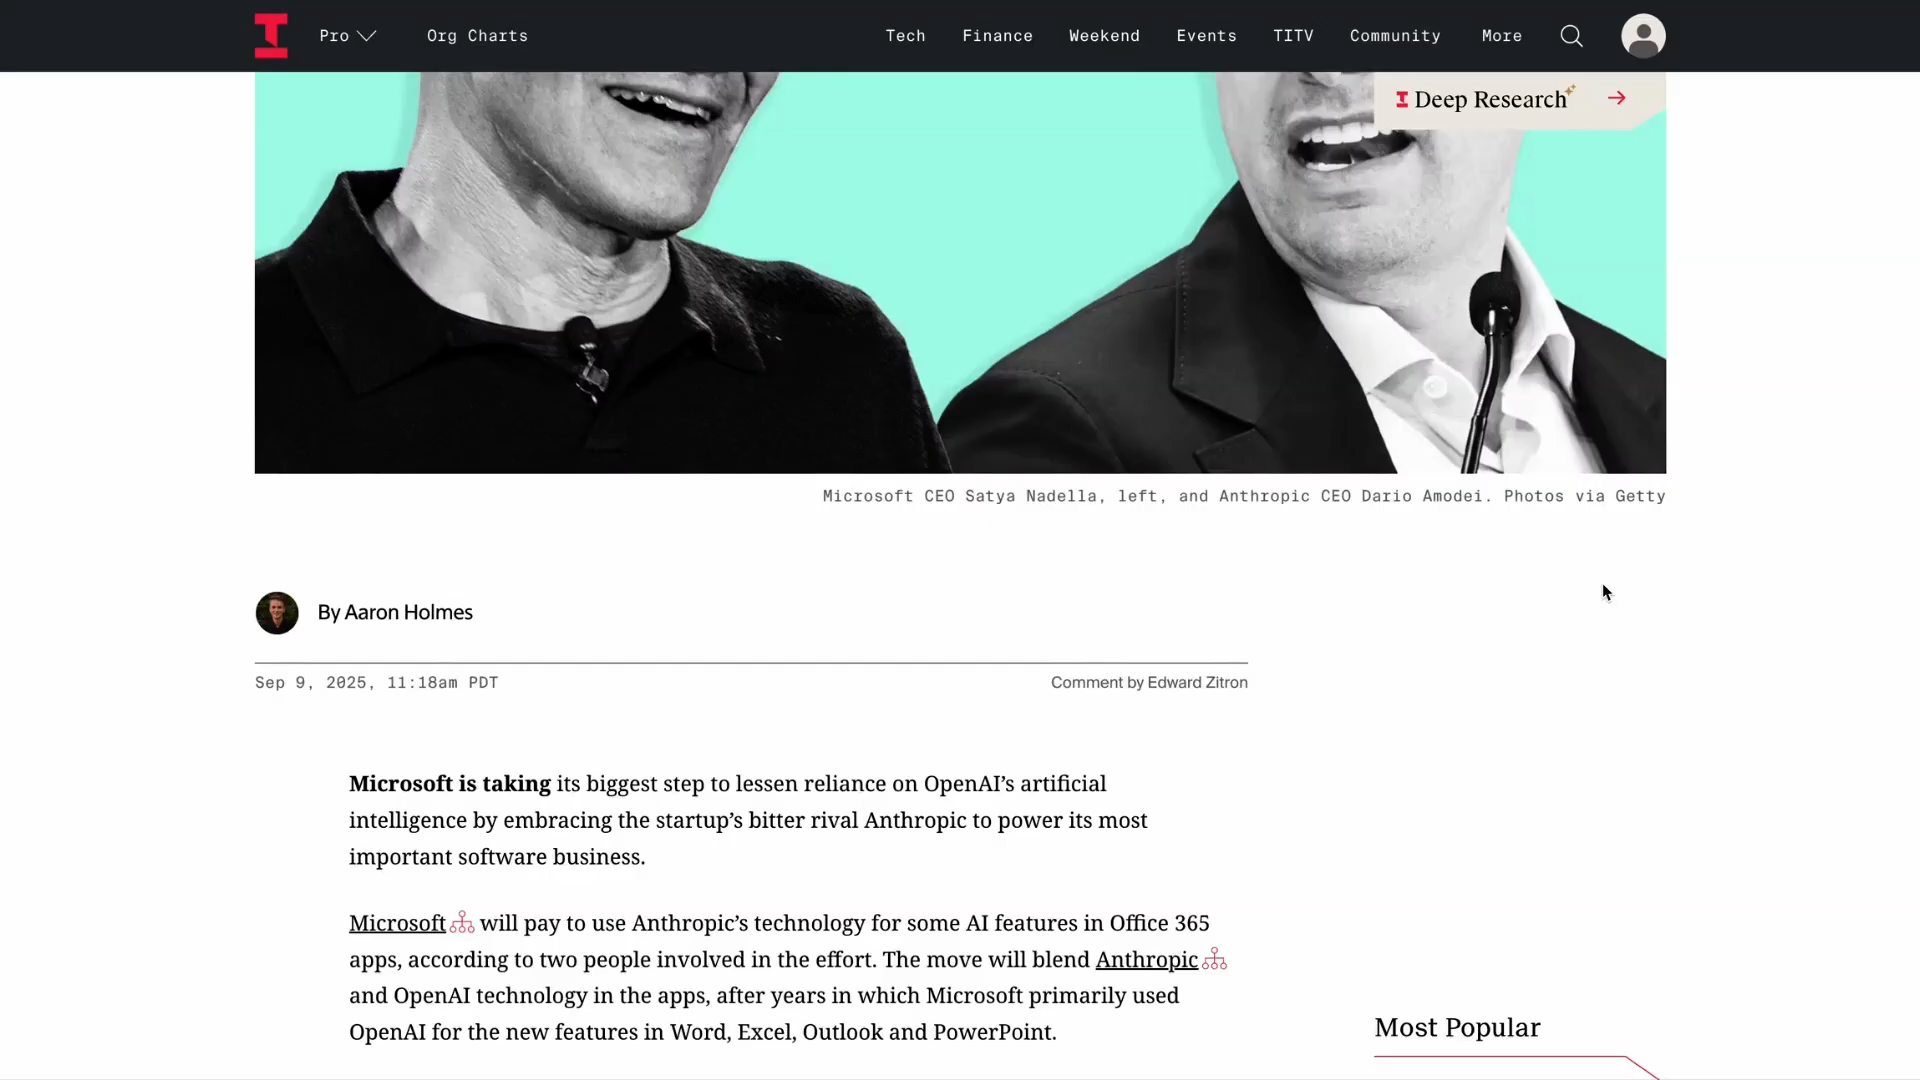 Pro
Org Charts
Tech
Finance
Weekend
Events
TITV
Community
More
Deep Research
Microsoft CEO Satya Nadella, left, and Anthropic CEO Dario Amodei. Photos via Getty
By Aaron Holmes
Sep 9, 2025, 11:18am PDT
Comment by Edward Zitron
Microsoft is taking its biggest step to lessen reliance on OpenAI’s artificial
intelligence by embracing the startup’s bitter rival Anthropic to power its most
important software business.
Microsoft will pay to use Anthropic’s technology for some AI features in Office 365
apps, according to two people involved in the effort. The move will blend Anthropic
and OpenAI technology in the apps, after years in which Microsoft primarily used
OpenAI for the new features in Word, Excel, Outlook and PowerPoint.
Most Popular